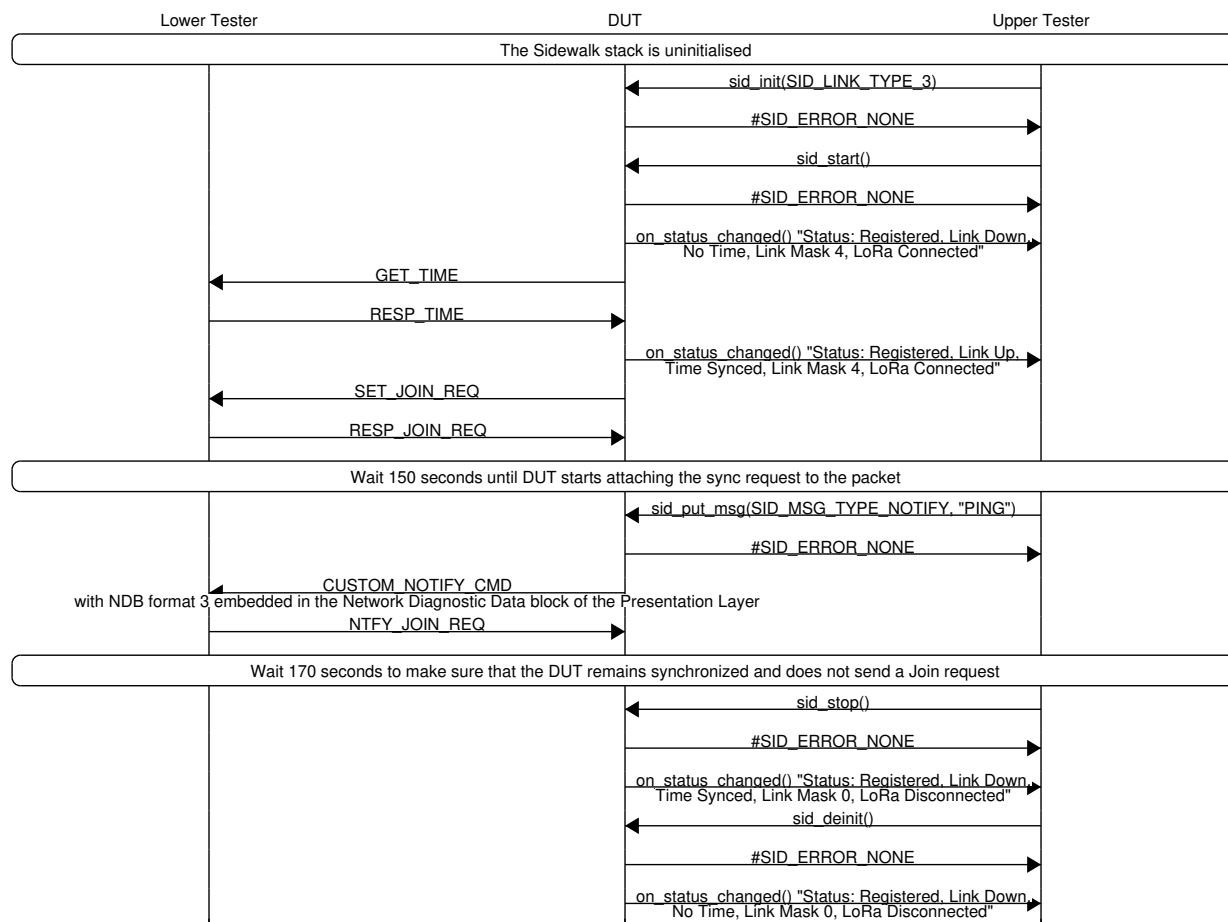 Lower Tester
DUT
Upper Tester
The Sidewalk stack is uninitialised
sid_init(SID_LINK_TYPE_3)
#SID_ERROR_NONE
sid_start()
#SID_ERROR_NONE
on_status_changed() "Status: Registered, Link Down,
No Time, Link Mask 4, LoRa Connected"
GET_TIME
RESP_TIME
on_status_changed() "Status: Registered, Link Up,
Time Synced, Link Mask 4, LoRa Connected"
SET_JOIN_REQ
RESP_JOIN_REQ
Wait 150 seconds until DUT starts attaching the sync request to the packet
sid_put_msg(SID_MSG_TYPE_NOTIFY, "PING")
#SID_ERROR_NONE
CUSTOM_NOTIFY_CMD
with NDB format 3 embedded in the Network Diagnostic Data block of the Presentation Layer
NTFY_JOIN_REQ
Wait 170 seconds to make sure that the DUT remains synchronized and does not send a Join request
sid_stop()
#SID_ERROR_NONE
on_status_changed() "Status: Registered, Link Down,
Time Synced, Link Mask 0, LoRa Disconnected"
sid_deinit()
#SID_ERROR_NONE
on_status_changed() "Status: Registered, Link Down,
No Time, Link Mask 0, LoRa Disconnected"